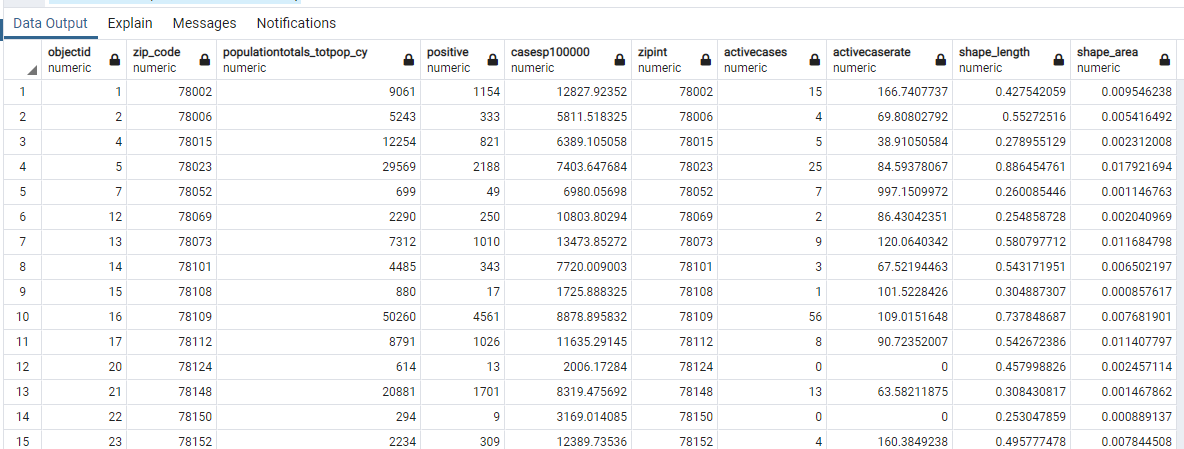 Data Output Explain Messages Notifications
objectid zip_code populationtotals_totpop_cy positive casesp100000 zipint activecases activecaserate shape_length shape_area
numeric numeric numeric numeric numeric numeric numeric numeric numeric numeric
1 1 78002 9061 1154 12827.92352 78002 15 166.7407737 0.427542059 0.009546238
2 2 78006 5243 333 5811.518325 78006 4 69.80802792 0.55272516 0.005416492
3 4 78015 12254 821 6389.105058 78015 5 38.91050584 0.278955129 0.002312008
4 5 78023 29569 2188 7403.647684 78023 25 84.59378067 0.886454761 0.017921694
5 7 78052 699 49 6980.05698 78052 7 997.1509972 0.260085446 0.001146763
6 12 78069 2290 250 10803.80294 78069 2 86.43042351 0.254858728 0.002040969
7 13 78073 7312 1010 13473.85272 78073 9 120.0640342 0.580797712 0.011684798
8 14 78101 4485 343 7720.009003 78101 3 67.52194463 0.543171951 0.006502197
9 15 78108 880 17 1725.888325 78108 1 101.5228426 0.304887307 0.000857617
10 16 78109 50260 4561 8878.895832 78109 56 109.0151648 0.737848687 0.007681901
11 17 78112 8791 1026 11635.29145 78112 8 90.72352007 0.542672386 0.011407797
12 20 78124 614 13 2006.17284 78124 0 0 0.457998826 0.002457114
13 21 78148 20881 1701 8319.475692 78148 13 63.58211875 0.308430817 0.001467862
14 22 78150 294 9 3169.014085 78150 0 0 0.253047859 0.000889137
15 23 78152 2234 309 12389.73536 78152 4 160.3849238 0.495777478 0.007844508